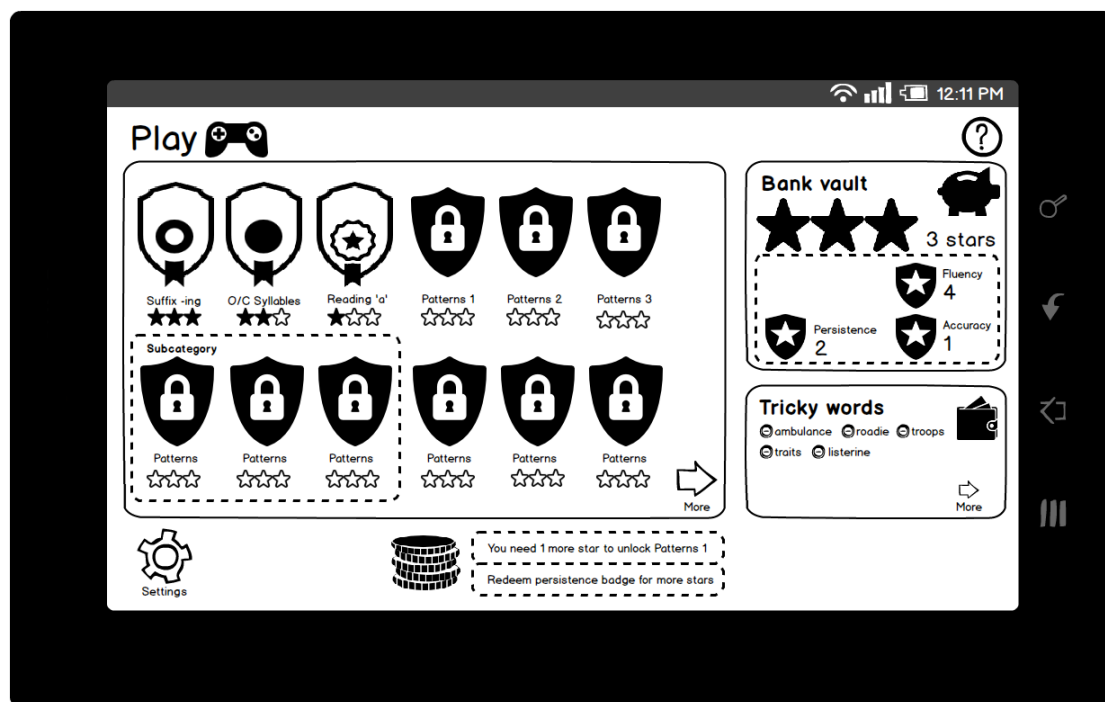 12:11 PM
Play
?
Suffix -ing
O/C Syllables
Reading 'a'
Patterns 1
Patterns 2
Patterns 3
Subcategory
Patterns
Patterns
Patterns
Patterns
Patterns
Patterns
More
Bank vault
3 stars
Fluency
4
Persistence
2
Accuracy
1
Tricky words
ambulance roadie troops
traits listerine
More
Settings
You need 1 more star to unlock Patterns 1
Redeem persistence badge for more stars